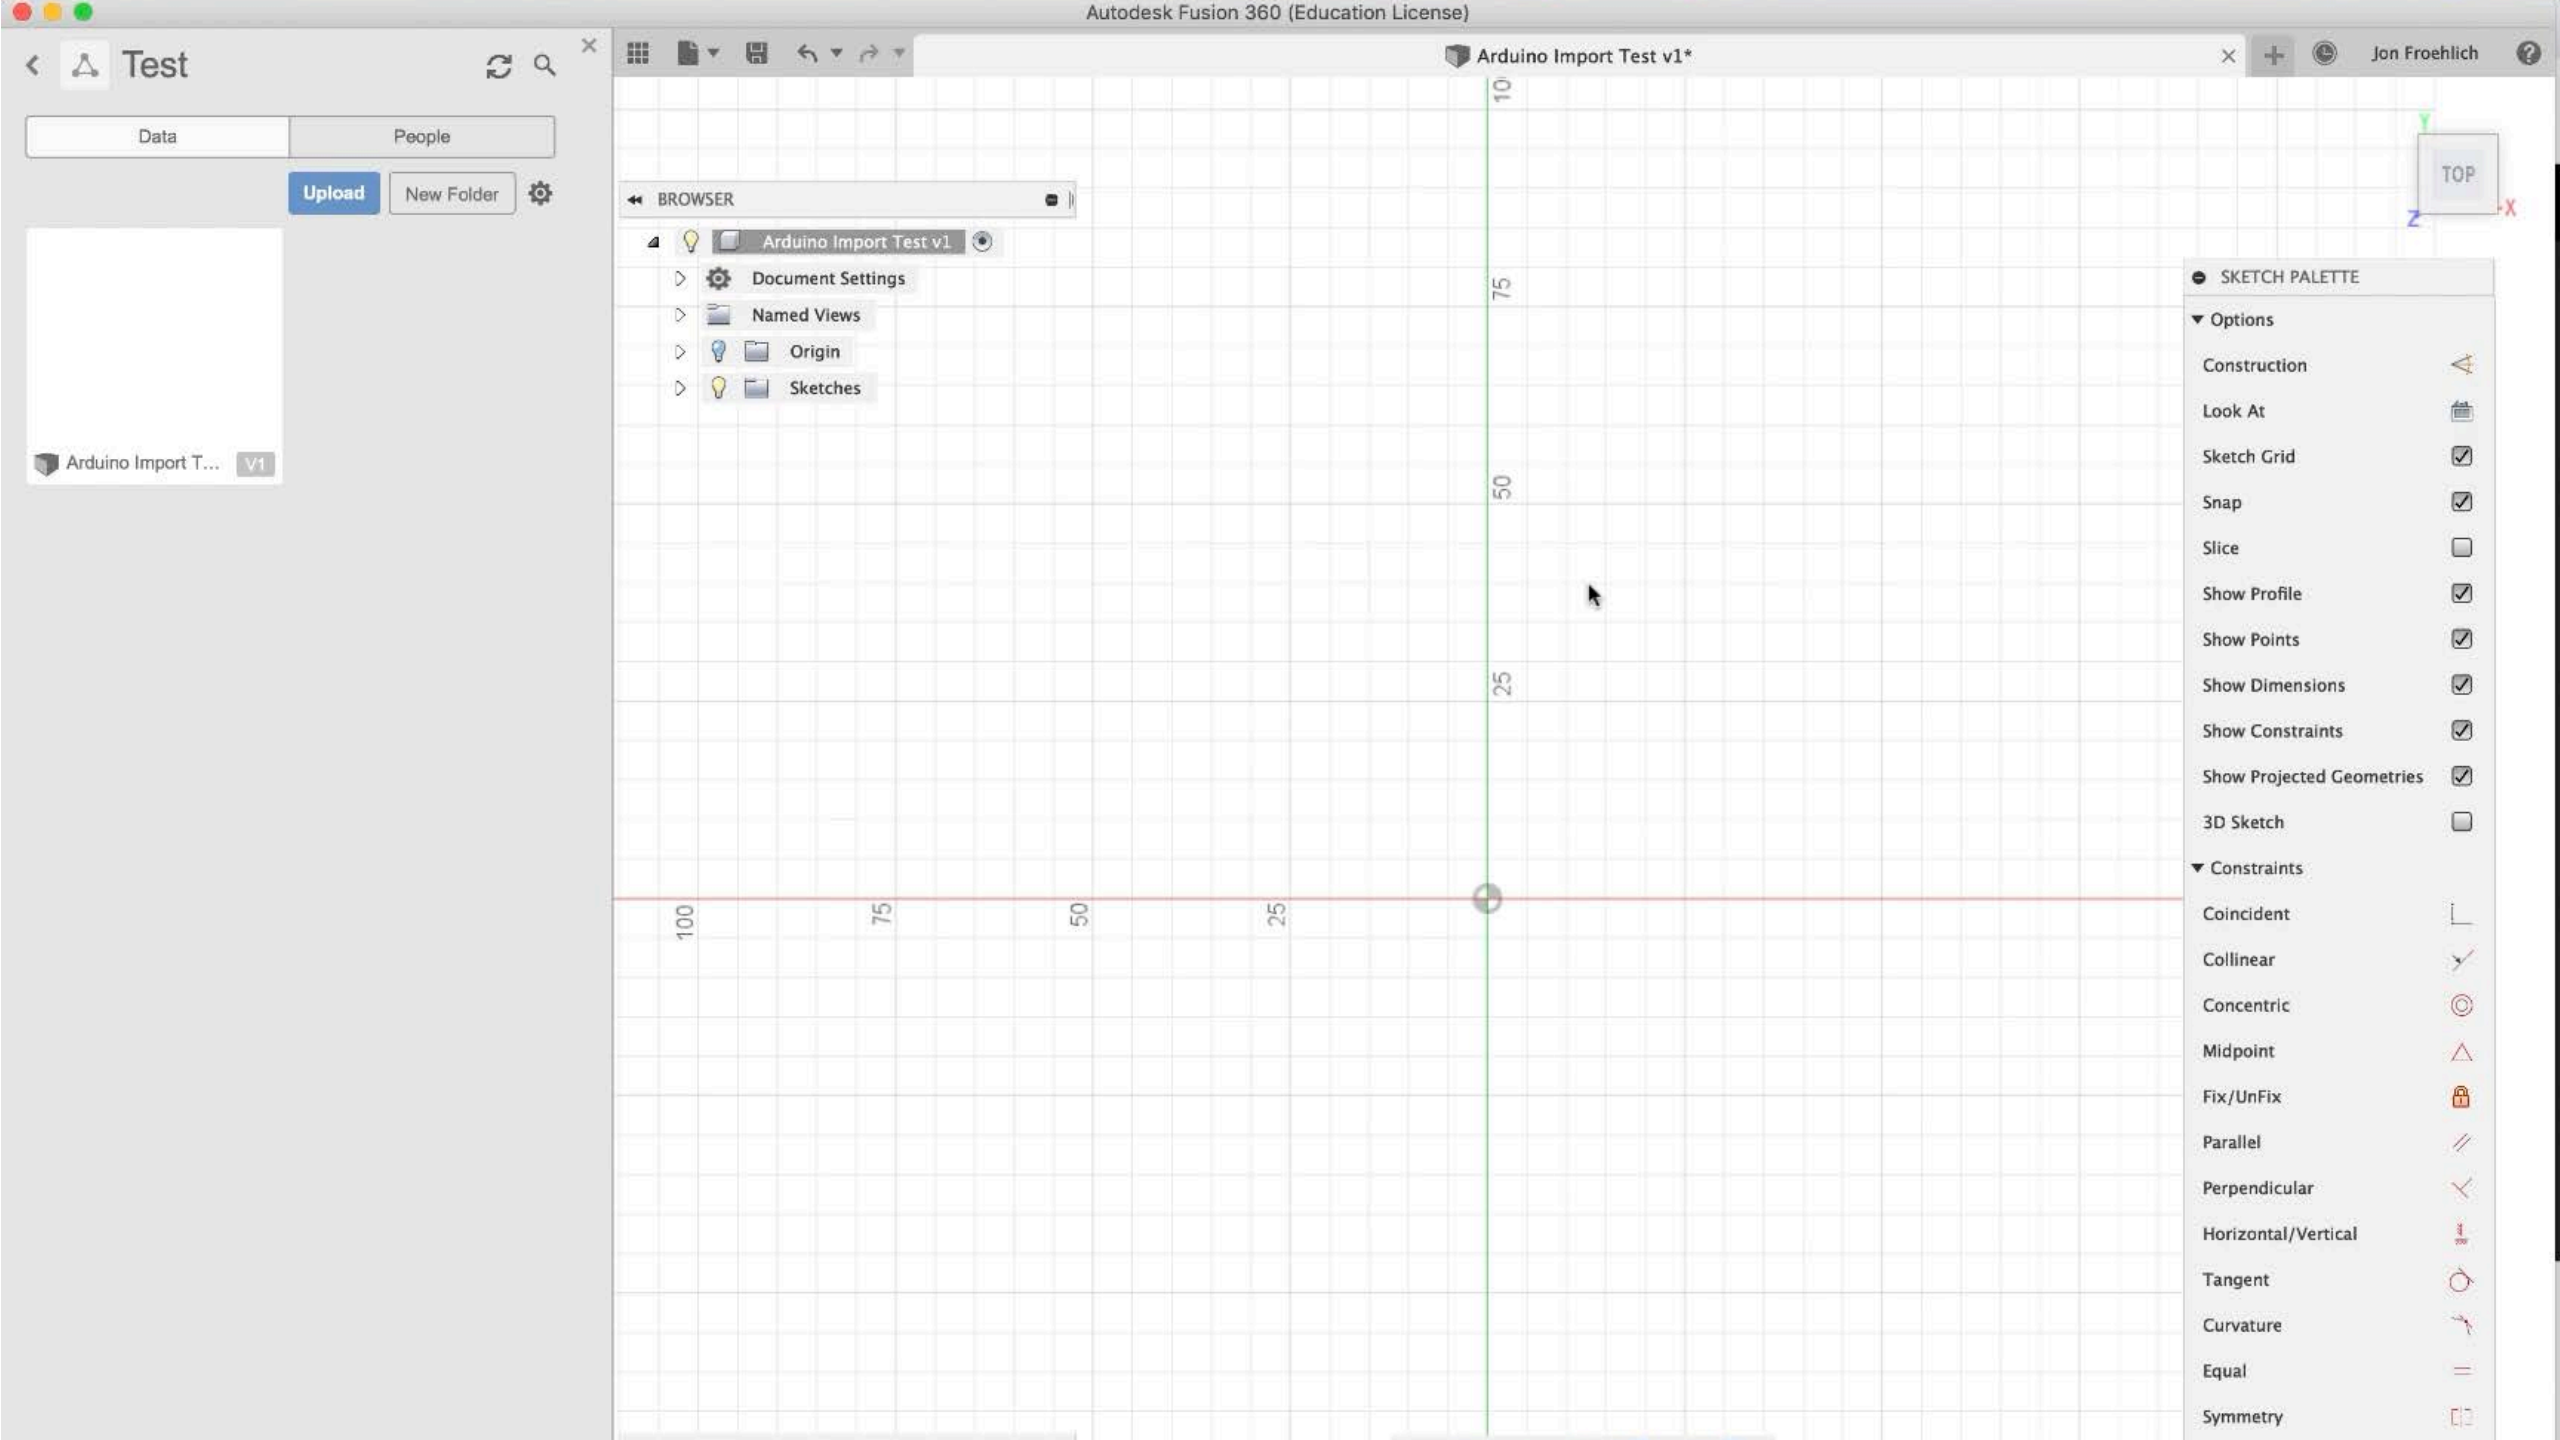 Autodesk Fusion 360 (Education License)
Test
Arduino Import Test v1*
Jon Froehlich
Data
People
Upload
New Folder
Arduino Import T...
V1
BROWSER
Arduino Import Test v1
Document Settings
Named Views
Origin
Sketches
10
75
50
25
100
75
50
25
Y
TOP
X
Z
SKETCH PALETTE
Options
Construction
Look At
Sketch Grid
Snap
Slice
Show Profile
Show Points
Show Dimensions
Show Constraints
Show Projected Geometries
3D Sketch
Constraints
Coincident
Collinear
Concentric
Midpoint
Fix/UnFix
Parallel
Perpendicular
Horizontal/Vertical
Tangent
Curvature
Equal
Symmetry